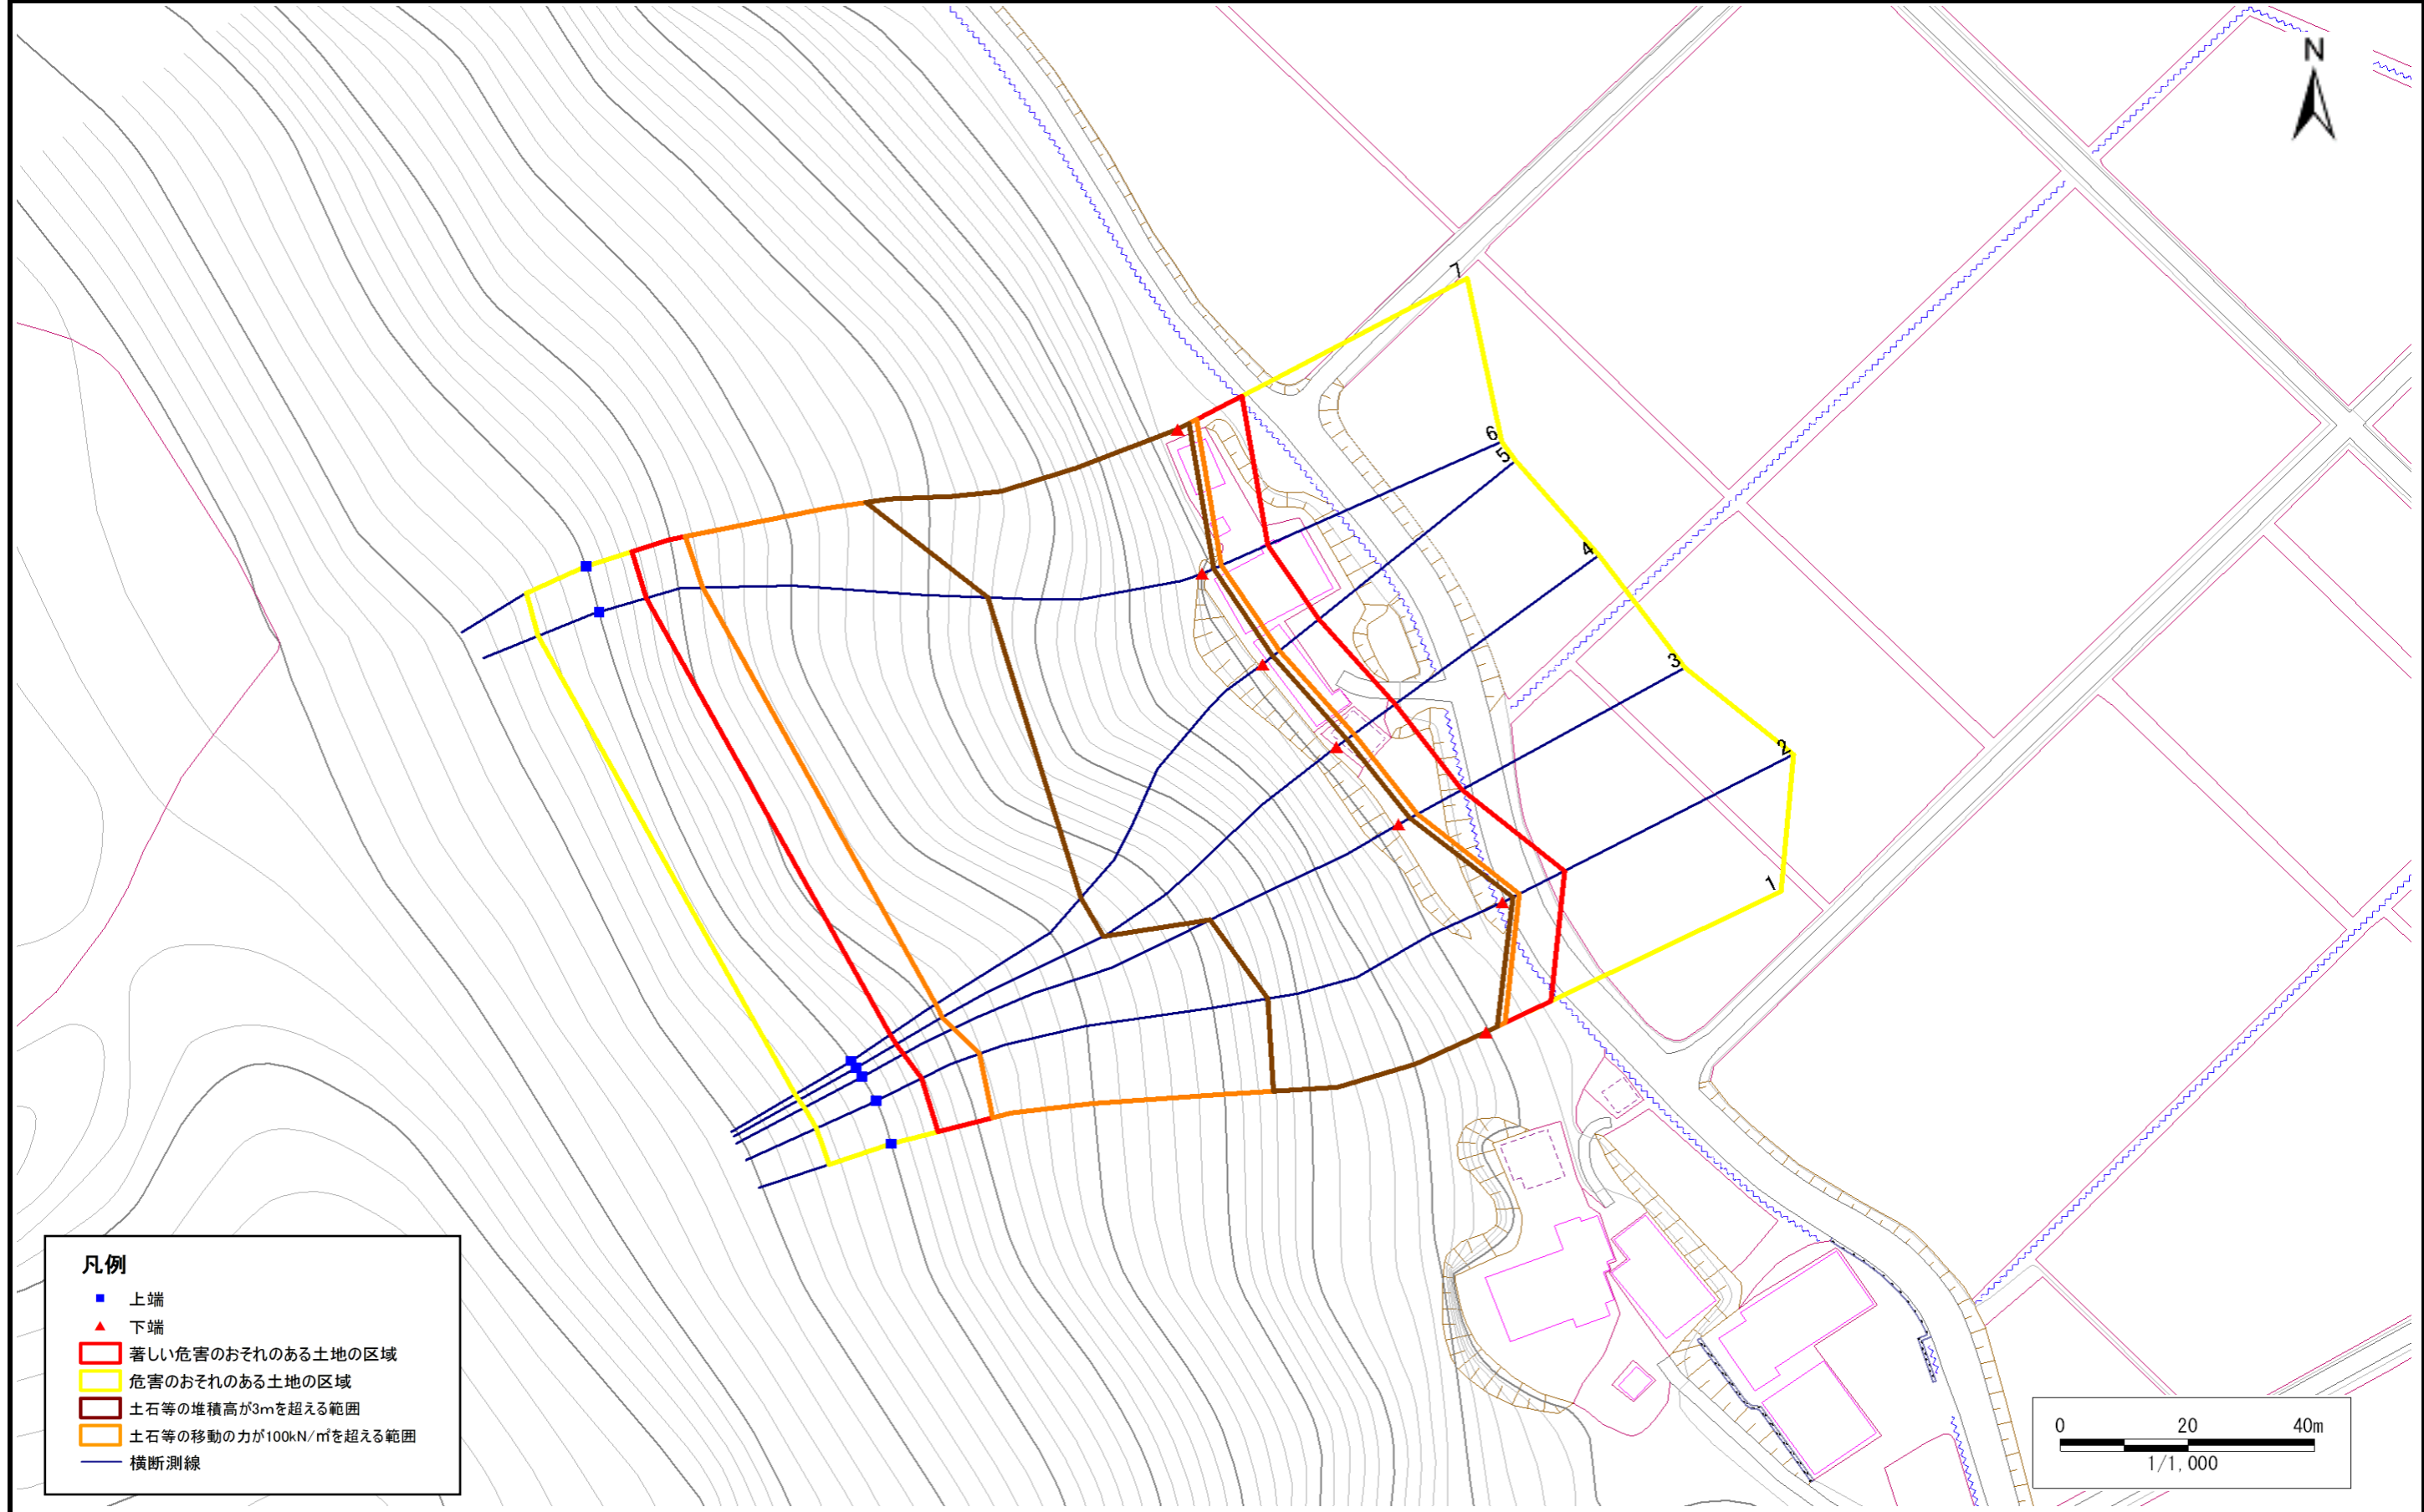 N
7
6
5
4
3
2
1
凡例
上端
下端
著しい危害のおそれのある土地の区域
危害のおそれのある土地の区域
土石等の堆積高が3mを超える範囲
土石等の移動の力が100kN/㎡を超える範囲
横断測線
0 20 40m
1/1,000